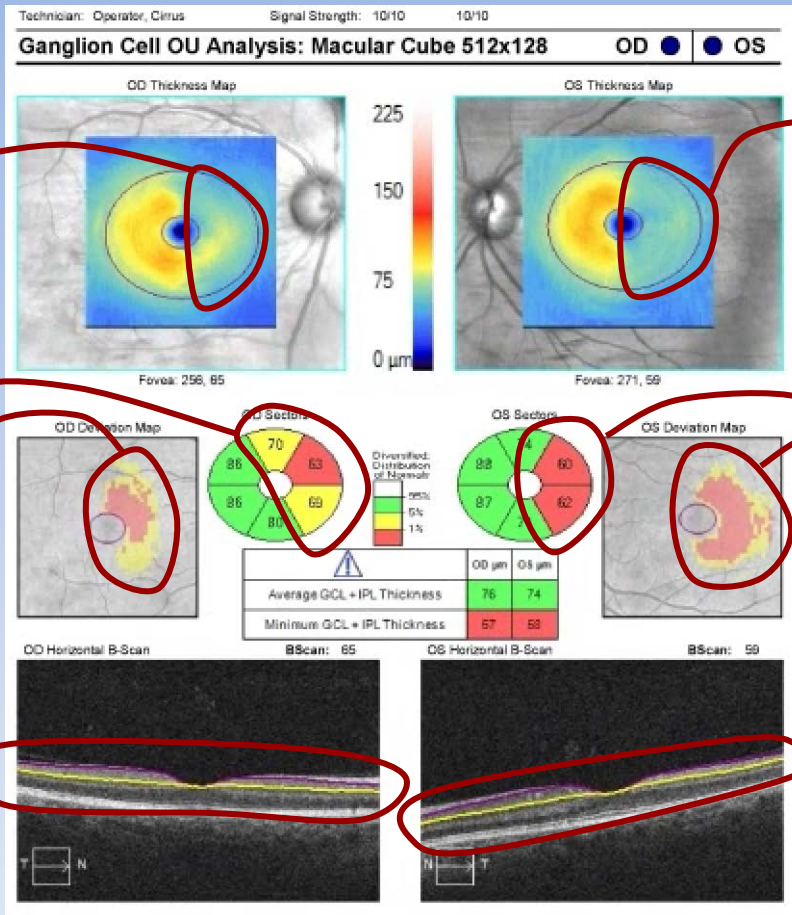 Technician: Operator, Cirrus Signal Strength: 10/10 10/10
Ganglion Cell OU Analysis: Macular Cube 512x128 OD OS
OD Thickness Map OS Thickness Map
225
150
75
0 µm
Fovea: 256, 65 Fovea: 271, 59
OD Sectors OS Sectors
OD Deviation Map OS Deviation Map
70
86 63
86 69
80
88 60
87 62
Diversified:
Distribution
of Normals
95%
5%
1%
OD µm OS µm
Average GCL + IPL Thickness 76 74
Minimum GCL + IPL Thickness 57 58
OD Horizontal B-Scan BScan: 65 OS Horizontal B-Scan BScan: 59
T N N T